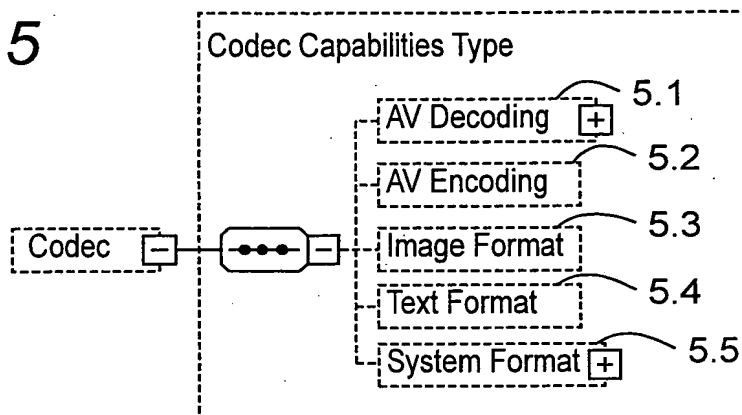 5
Codec Capabilities Type
AV Decoding + 5.1
AV Encoding 5.2
Codec −
−
Image Format 5.3
Text Format 5.4
System Format + 5.5